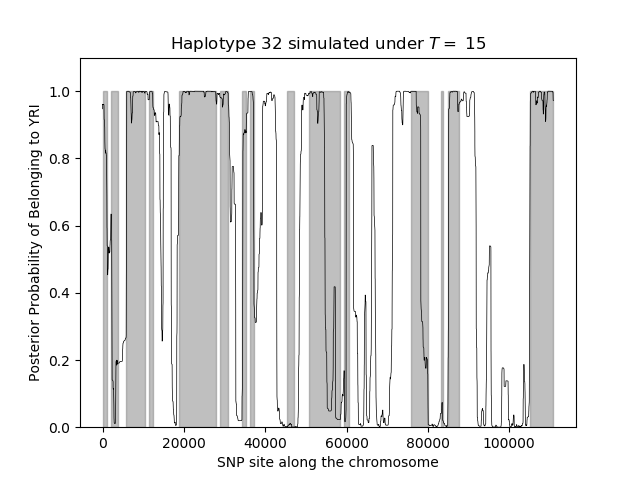 Haplotype 32 simulated under T = 15
Posterior Probability of Belonging to YRI
1.0
0.8
0.6
0.4
0.2
0.0
0 20000 40000 60000 80000 100000
SNP site along the chromosome